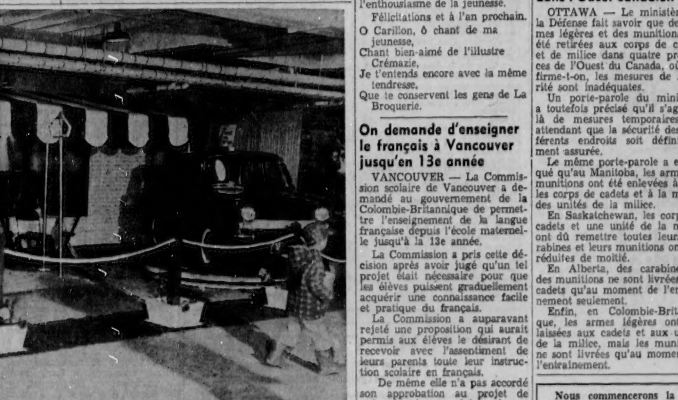 l'enthousiasme de la jeunesse.
Félicitations et à l'an prochain.
O Carillon, ô chant de ma
jeunesse,
Chant bien-aimé de l'illustre
Crémazie,
Je t'entends encore avec la même
tendresse,
Que te conservent les gens de La
Broquerie.
On demande d'enseigner
le français à Vancouver
jusqu'en 13e année
VANCOUVER — La Commis-
sion scolaire de Vancouver a de-
mandé au gouvernement de la
Colombie-Britannique de permet-
tre l'enseignement de la langue
française depuis l'école maternel-
le jusqu'à la 13e année.
La Commission a pris cette dé-
cision après avoir jugé qu'un tel
projet était nécessaire pour que
les élèves puissent graduellement
acquérir une connaissance facile
et pratique du français.
La Commission a auparavant
rejeté une proposition qui aurait
permis aux élèves le désirant de
recevoir avec l'assentiment de
leurs parents toute leur instruc-
tion scolaire en français.
De même elle n'a pas accordé
son approbation au projet de
OTTAWA — Le ministè
la Défense fait savoir que de
mes légères et des munitions
été retirées aux corps de c
et de milice dans quatre pr
ces de l'Ouest du Canada, où
firme-t-on, les mesures de
rité sont inadéquates.
Un porte-parole du mini
a toutefois précisé qu'il s'ag
là de mesures temporaires
attendant que la sécurité des
férents endroits soit défin
ment assurée.
Le même porte-parole a e
qué qu'au Manitoba, les arm
munitions ont été enlevées à
les corps de cadets et à la m
des unités de la milice.
En Saskatchewan, les corp
cadets et une unité de la m
ont dû remettre toutes leurs
rabines et leurs munitions on
réduites de moitié.
En Alberta, des carabine
des munitions ne sont livrées
cadets qu'au moment de l'en
nement seulement.
Enfin, en Colombie-Brit
que, les armes légères ont
laissées aux cadets et aux u
de la milice, mais les muni
ne sont livrées qu'au momen
l'entraînement.
Nous commencerons la